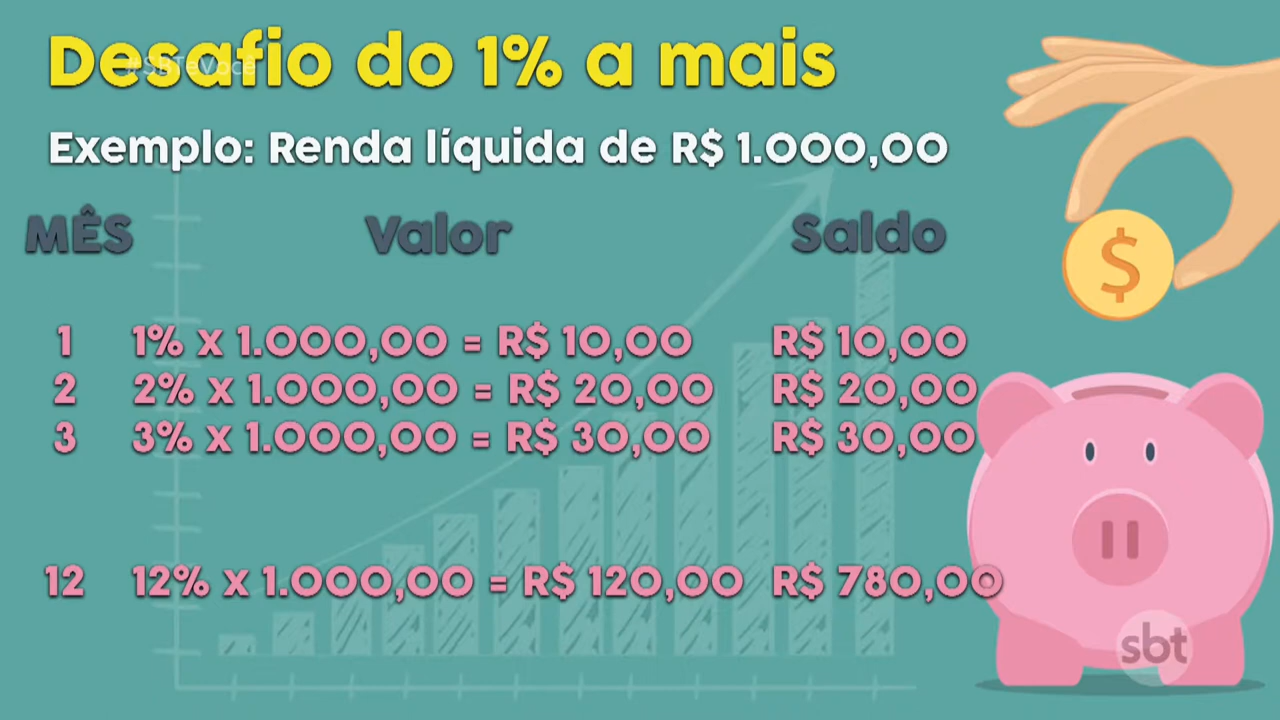 Desafio do 1% a mais
#SBTeVocê
Exemplo: Renda líquida de R$ 1.000,00
MÊS Valor Saldo
1 1% x 1.000,00 = R$ 10,00 R$ 10,00
2 2% x 1.000,00 = R$ 20,00 R$ 20,00
3 3% x 1.000,00 = R$ 30,00 R$ 30,00
12 12% x 1.000,00 = R$ 120,00 R$ 780,00
$
sbt